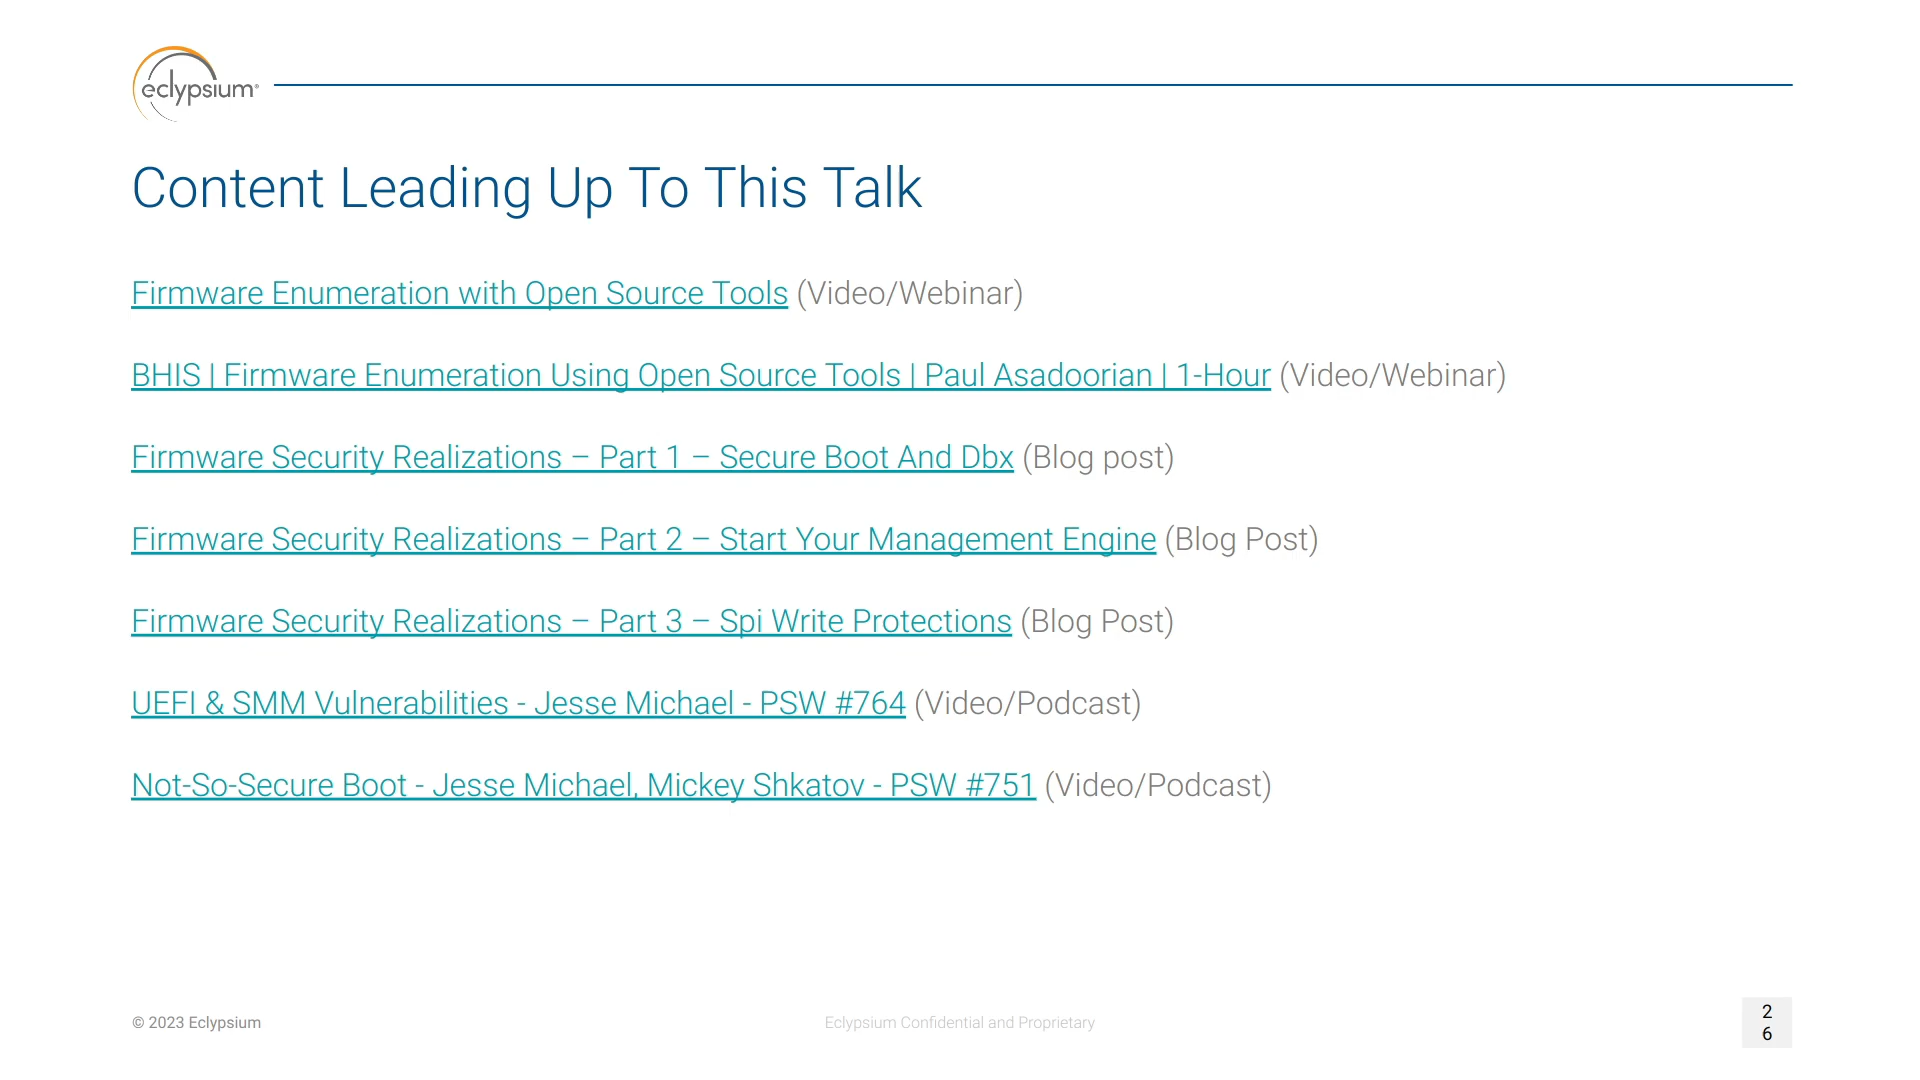 eclypsium®
Content Leading Up To This Talk
Firmware Enumeration with Open Source Tools (Video/Webinar)
BHIS | Firmware Enumeration Using Open Source Tools | Paul Asadoorian | 1-Hour (Video/Webinar)
Firmware Security Realizations – Part 1 – Secure Boot And Dbx (Blog post)
Firmware Security Realizations – Part 2 – Start Your Management Engine (Blog Post)
Firmware Security Realizations – Part 3 – Spi Write Protections (Blog Post)
UEFI & SMM Vulnerabilities - Jesse Michael - PSW #764 (Video/Podcast)
Not-So-Secure Boot - Jesse Michael, Mickey Shkatov - PSW #751 (Video/Podcast)
© 2023 Eclypsium
Eclypsium Confidential and Proprietary
2
6